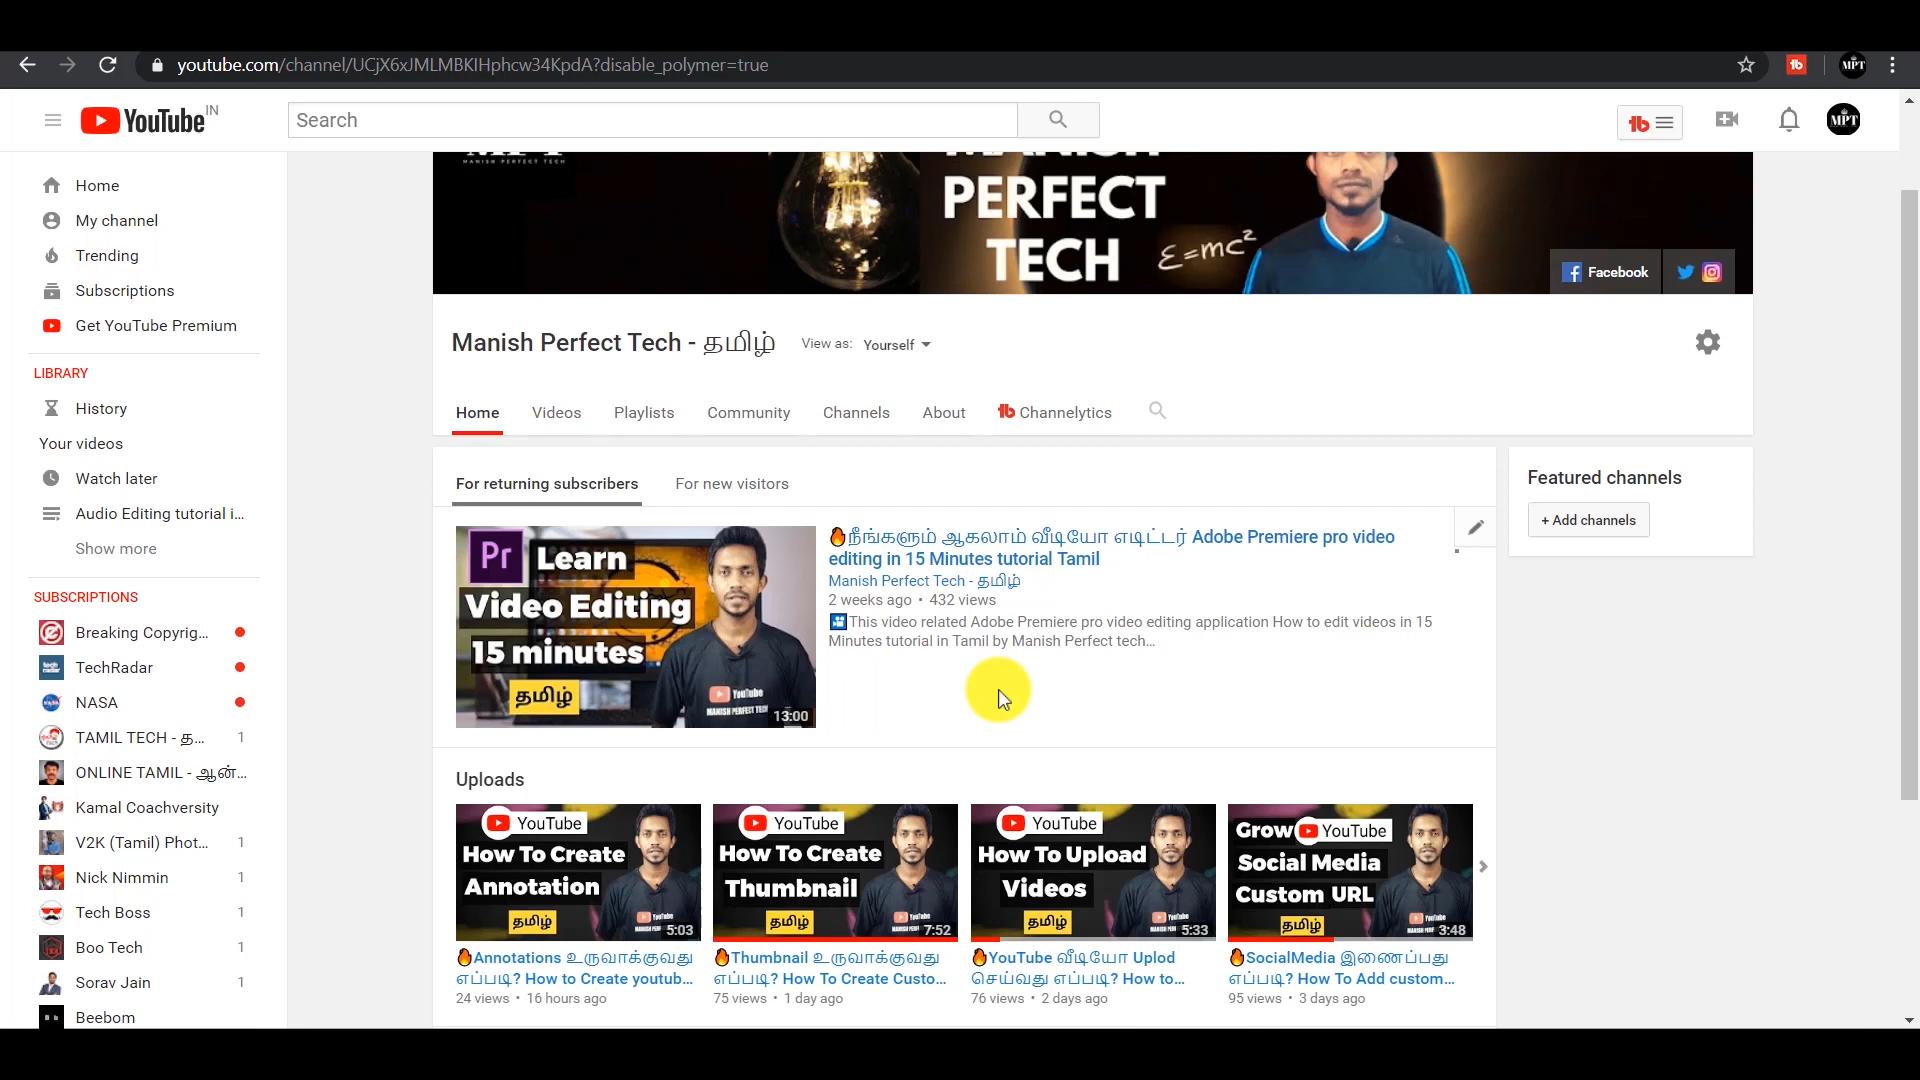 youtube.com/channel/UCjX6xJMLMBKIHphcw34KpdA?disable_polymer=true
MPT
YouTube IN
Search
MPT
Home
My channel
Trending
Subscriptions
Get YouTube Premium
LIBRARY
History
Your videos
Watch later
Audio Editing tutorial i...
Show more
SUBSCRIPTIONS
Breaking Copyrig...
TechRadar
NASA
TAMIL TECH - த... 1
ONLINE TAMIL - ஆன்...
Kamal Coachversity
V2K (Tamil) Phot... 1
Nick Nimmin 1
Tech Boss 1
Boo Tech 1
Sorav Jain 1
Beebom
MPT
MANISH PERFECT TECH
MANISH
PERFECT
TECH
E=mc²
Facebook
Manish Perfect Tech - தமிழ்
View as: Yourself
Home Videos Playlists Community Channels About Channelytics
For returning subscribers For new visitors
Pr Learn
Video Editing
15 minutes
தமிழ்
YouTube
MANISH PERFECT TECH
13:00
🔥நீங்களும் ஆகலாம் வீடியோ எடிட்டர் Adobe Premiere pro video
editing in 15 Minutes tutorial Tamil
Manish Perfect Tech - தமிழ்
2 weeks ago • 432 views
🎦This video related Adobe Premiere pro video editing application How to edit videos in 15
Minutes tutorial in Tamil by Manish Perfect tech...
Featured channels
+ Add channels
Uploads
YouTube
How To Create
Annotation
தமிழ்
5:03
🔥Annotations உருவாக்குவது
எப்படி? How to Create youtub...
24 views • 16 hours ago
YouTube
How To Create
Thumbnail
தமிழ்
7:52
🔥Thumbnail உருவாக்குவது
எப்படி? How To Create Custo...
75 views • 1 day ago
YouTube
How To Upload
Videos
தமிழ்
5:33
🔥YouTube வீடியோ Uplod
செய்வது எப்படி? How to...
76 views • 2 days ago
Grow YouTube
Social Media
Custom URL
தமிழ்
3:48
🔥SocialMedia இணைப்பது
எப்படி? How To Add custom...
95 views • 3 days ago